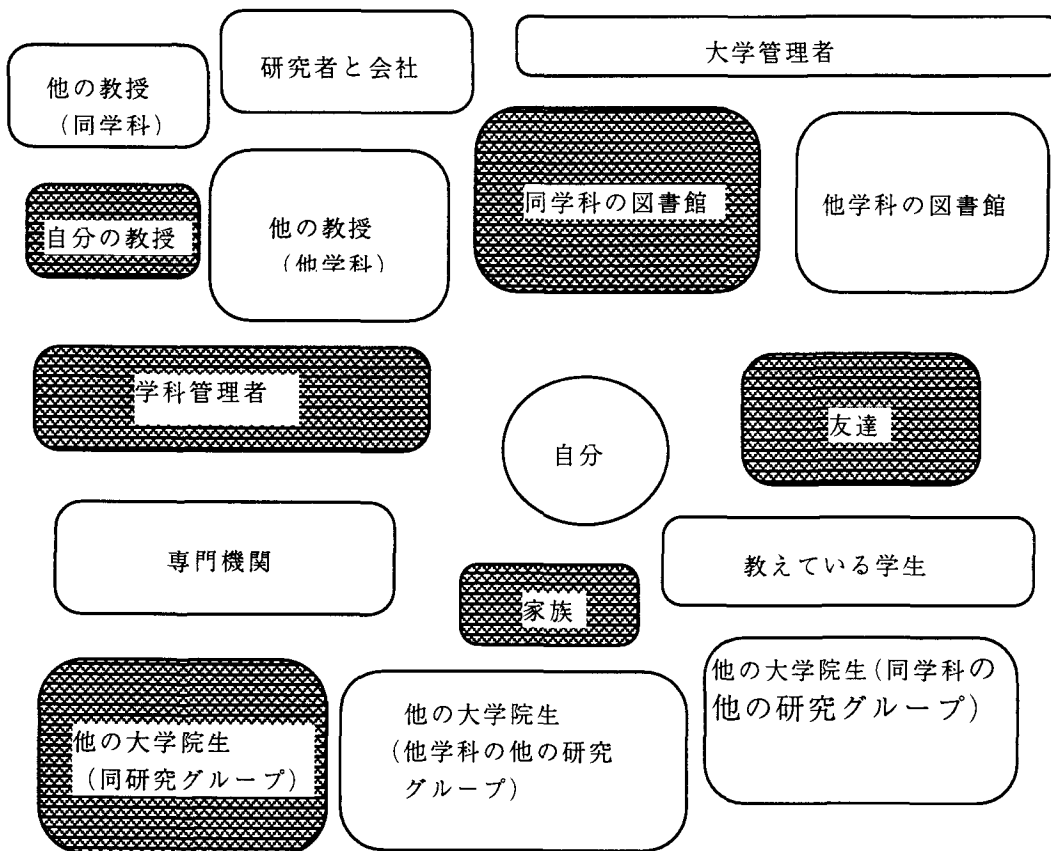 研究者と会社
大学管理者
他の教授
（同学科）
同学科の図書館
他学科の図書館
自分の教授
他の教授
（他学科）
学科管理者
友達
自分
専門機関
教えている学生
家族
他の大学院生（同学科の
他の研究グループ）
他の大学院生
（他学科の他の研究
グループ）
他の大学院生
（同研究グループ）